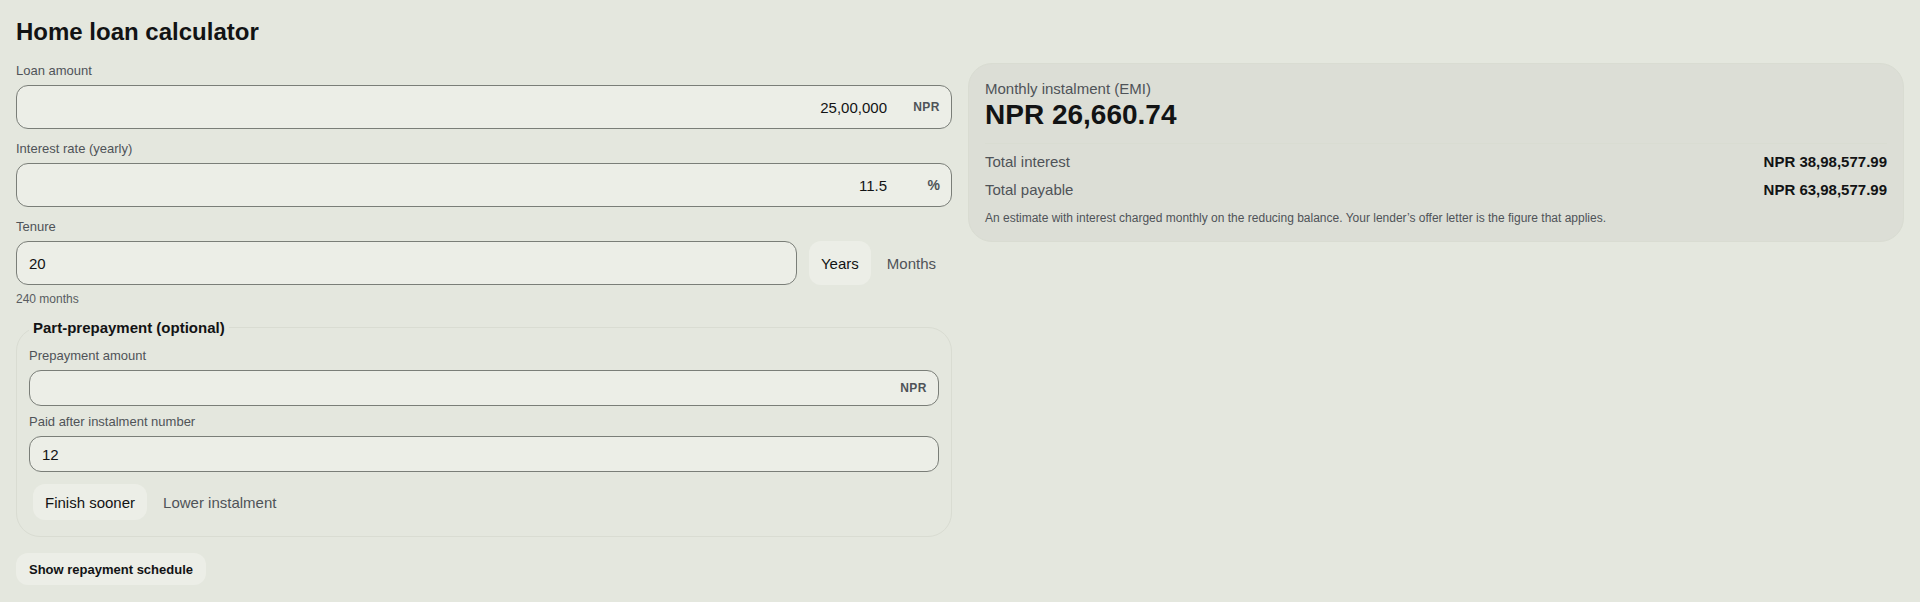 Home loan calculator
Loan amount
25,00,000 NPR
Interest rate (yearly)
11.5 %
Tenure
20 Years Months
240 months
Part-prepayment (optional)
Prepayment amount
NPR
Paid after instalment number
12
Finish sooner Lower instalment
Show repayment schedule
Monthly instalment (EMI)
NPR 26,660.74
Total interest NPR 38,98,577.99
Total payable NPR 63,98,577.99
An estimate with interest charged monthly on the reducing balance. Your lender’s offer letter is the figure that applies.